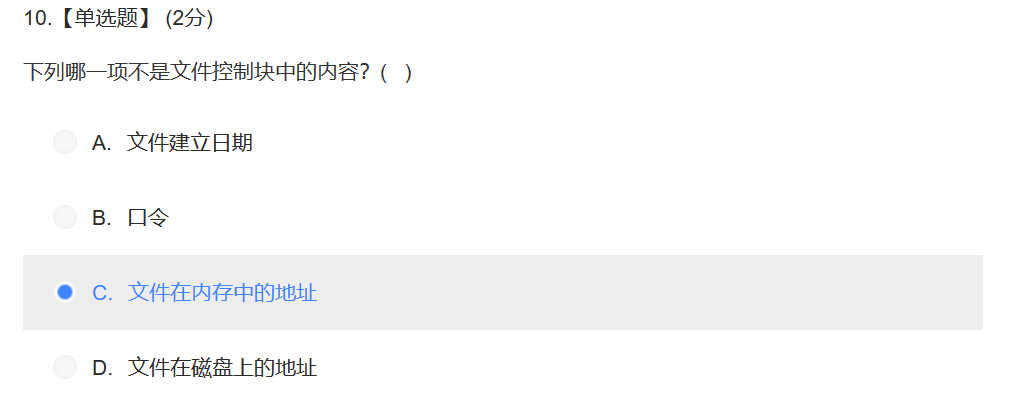 10.【单选题】 (2分)
下列哪一项不是文件控制块中的内容？( )
A. 文件建立日期
B. 口令
C. 文件在内存中的地址
D. 文件在磁盘上的地址